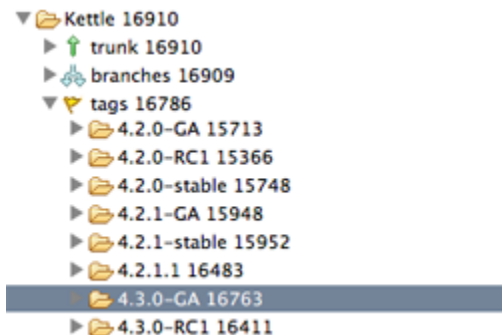 Kettle 16910
trunk 16910
branches 16909
tags 16786
4.2.0-GA 15713
4.2.0-RC1 15366
4.2.0-stable 15748
4.2.1-GA 15948
4.2.1-stable 15952
4.2.1.1 16483
4.3.0-GA 16763
4.3.0-RC1 16411